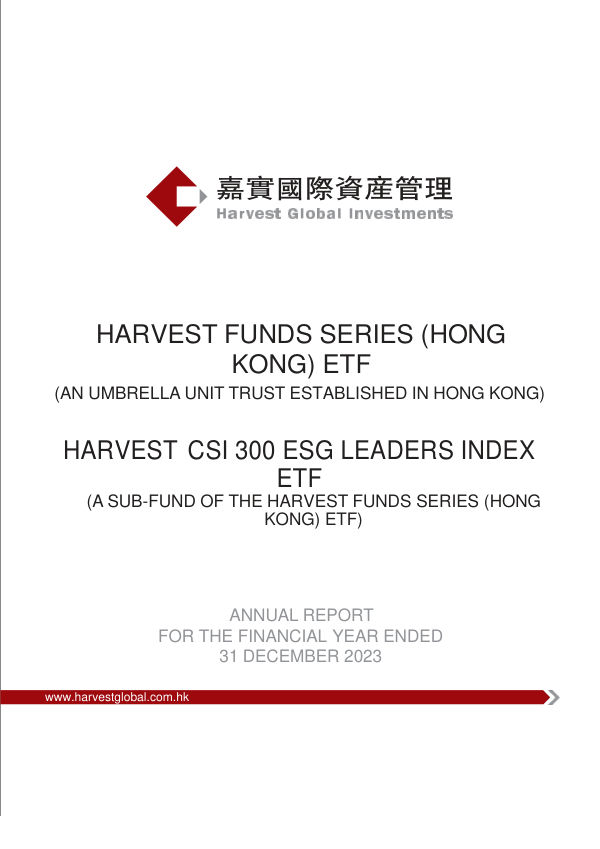 嘉實國際資產管理
Harvest Global Investments
HARVEST FUNDS SERIES (HONG
KONG) ETF
(AN UMBRELLA UNIT TRUST ESTABLISHED IN HONG KONG)
HARVEST CSI 300 ESG LEADERS INDEX
ETF
(A SUB-FUND OF THE HARVEST FUNDS SERIES (HONG
KONG) ETF)
ANNUAL REPORT
FOR THE FINANCIAL YEAR ENDED
31 DECEMBER 2023
www.harvestglobal.com.hk